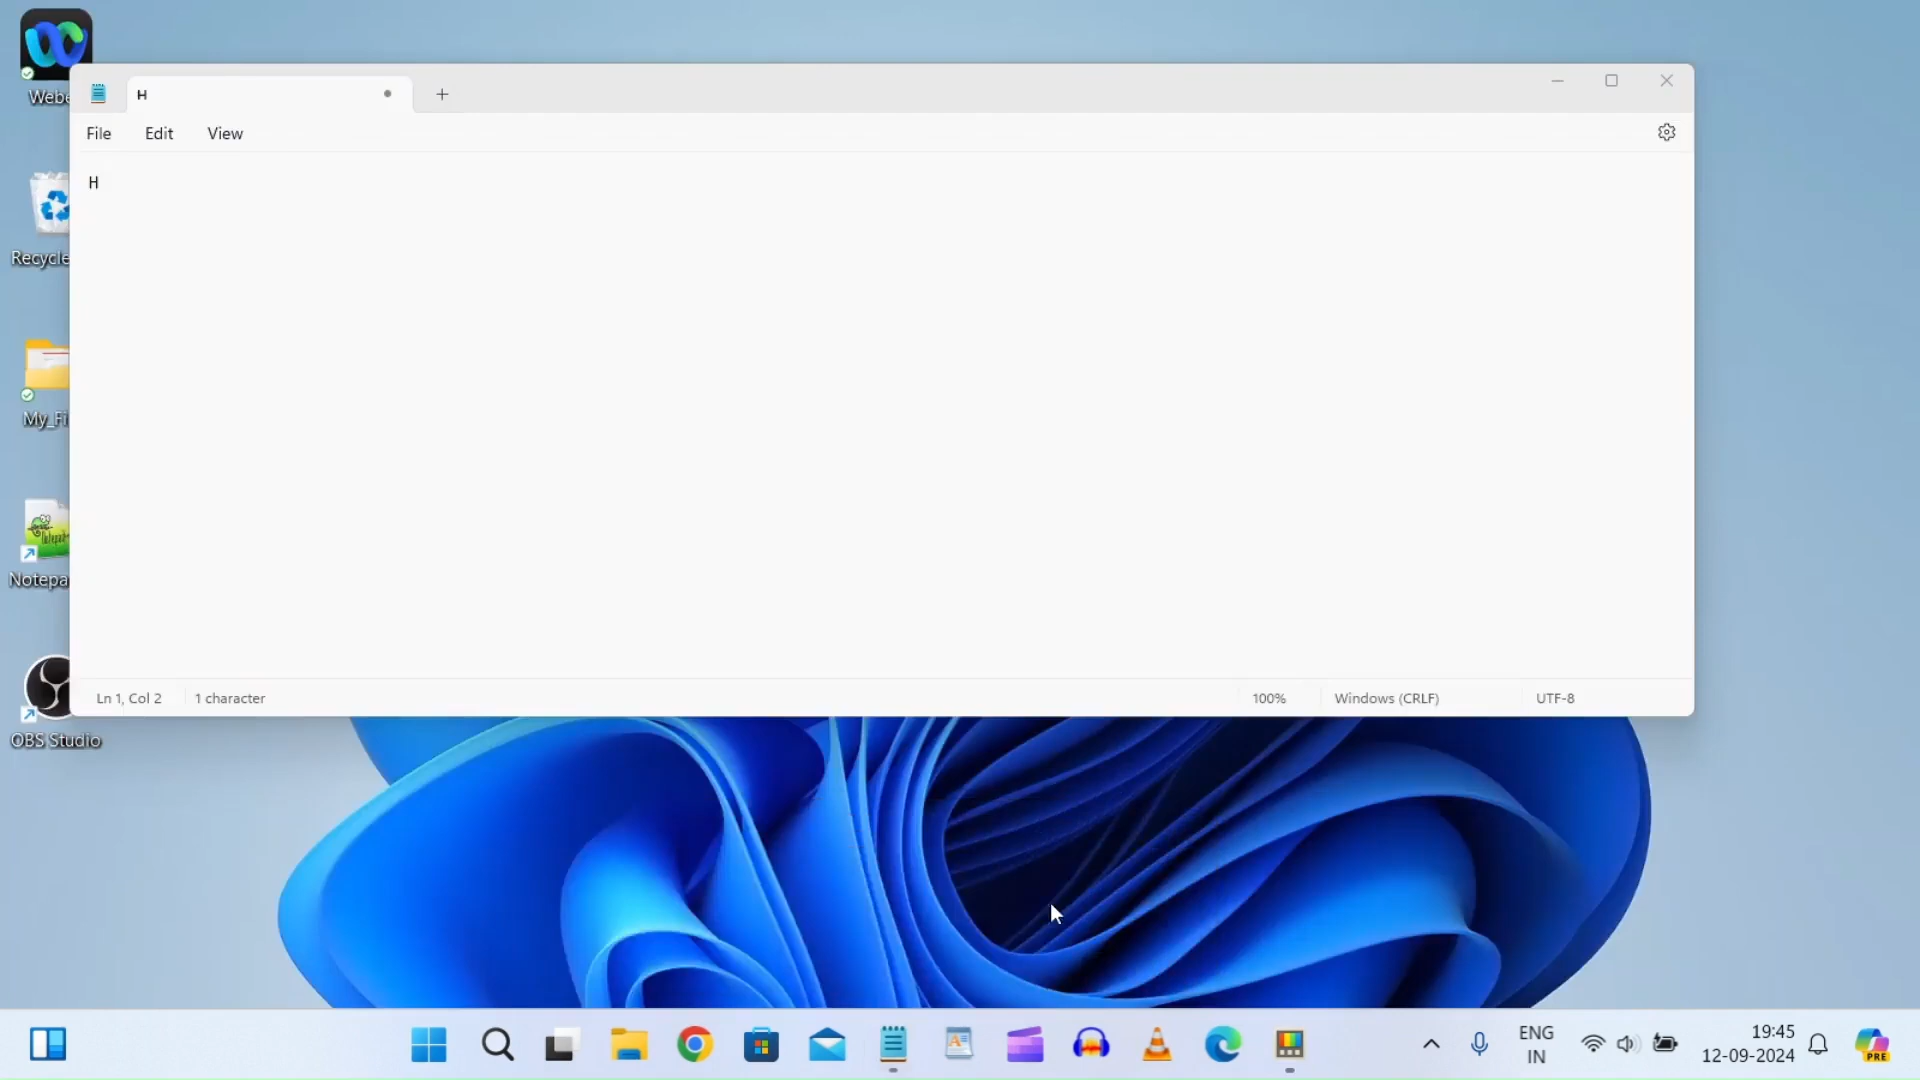 Webe
H
File Edit View
H
Recycle
My_Fi
Notepa
OBS Studio
Ln 1, Col 2 1 character 100% Windows (CRLF) UTF-8
ENG
IN
19:45
12-09-2024
PRE